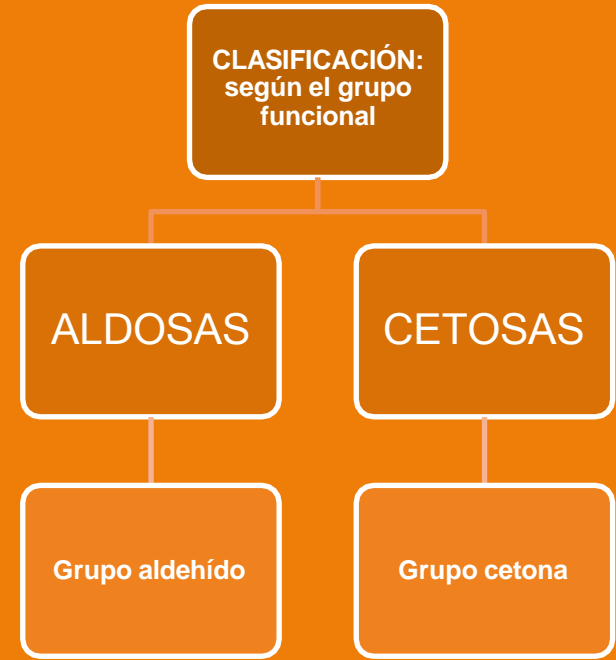 CLASIFICACIÓN:
según el grupo
funcional
ALDOSAS
CETOSAS
Grupo aldehído
Grupo cetona